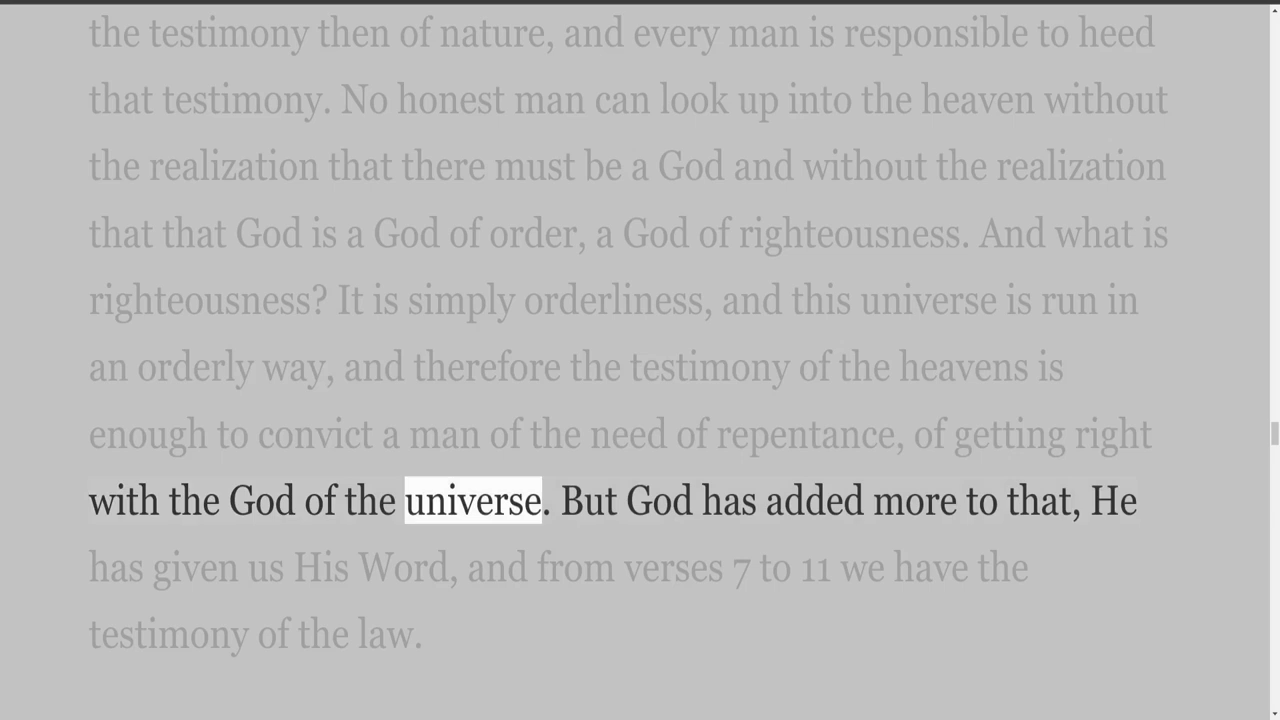 the testimony then of nature, and every man is responsible to heed
that testimony. No honest man can look up into the heaven without
the realization that there must be a God and without the realization
that that God is a God of order, a God of righteousness. And what is
righteousness? It is simply orderliness, and this universe is run in
an orderly way, and therefore the testimony of the heavens is
enough to convict a man of the need of repentance, of getting right
with the God of the universe. But God has added more to that, He
has given us His Word, and from verses 7 to 11 we have the
testimony of the law.